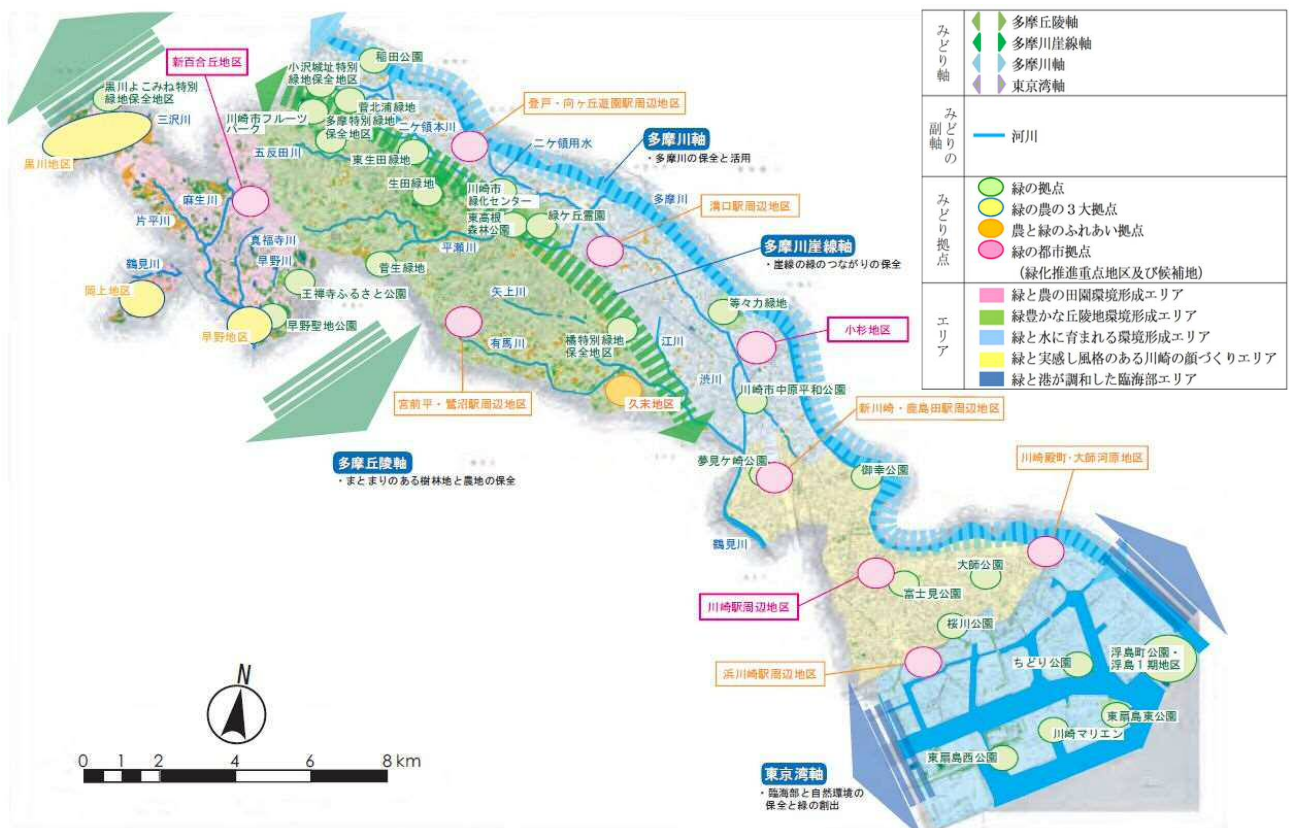 黒川よこみね特別
緑地保全地区
新百合丘地区
小沢城址特別
緑地保全地区
稲田公園
菅北浦緑地
川崎市フルーツ
パーク
多摩特別緑地
保全地区
三沢川
黒川地区
五反田川
二ケ領本川
登戸・向ヶ丘遊園駅周辺地区
東生田緑地
二ケ領用水
多摩川軸
・多摩川の保全と活用
生田緑地
川崎市
緑化センター
多摩川
麻生川
片平川
東高根
森林公園
緑ケ丘霊園
溝口駅周辺地区
真福寺川
平瀬川
多摩川崖線軸
・崖線の緑のつながりの保全
早野川
鶴見川
菅生緑地
岡上地区
王禅寺ふるさと公園
矢上川
等々力緑地
早野地区
早野聖地公園
有馬川
橘特別緑地
保全地区
江川
小杉地区
渋川
川崎市中原平和公園
宮前平・鷺沼駅周辺地区
久末地区
新川崎・鹿島田駅周辺地区
多摩丘陵軸
・まとまりのある樹林地と農地の保全
夢見ケ崎公園
御幸公園
川崎殿町・大師河原地区
鶴見川
大師公園
富士見公園
川崎駅周辺地区
桜川公園
浜川崎駅周辺地区
ちどり公園
浮島町公園・
浮島1期地区
東扇島東公園
川崎マリエン
東扇島西公園
東京湾軸
・臨海部と自然環境の
保全と緑の創出
N
0 1 2 4 6 8 km
みどり軸
多摩丘陵軸
多摩川崖線軸
多摩川軸
東京湾軸
みどりの
副軸
河川
みどり拠点
緑の拠点
緑の農の3大拠点
農と緑のふれあい拠点
緑の都市拠点
(緑化推進重点地区及び候補地)
エリア
緑と農の田園環境形成エリア
緑豊かな丘陵地環境形成エリア
緑と水に育まれる環境形成エリア
緑と実感し風格のある川崎の顔づくりエリア
緑と港が調和した臨海部エリア